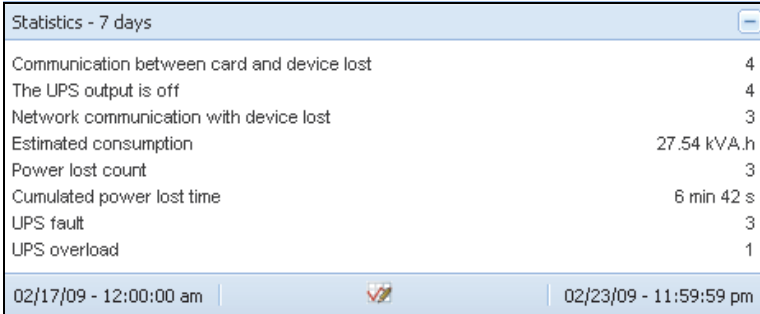 Statistics - 7 days
Communication between card and device lost 4
The UPS output is off 4
Network communication with device lost 3
Estimated consumption 27.54 kVA.h
Power lost count 3
Cumulated power lost time 6 min 42 s
UPS fault 3
UPS overload 1
02/17/09 - 12:00:00 am 02/23/09 - 11:59:59 pm